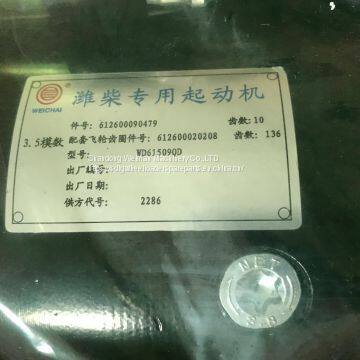 WEICHAI
潍柴专用起动机
件号: 612600090479 齿数: 10
3.5模数 配套飞轮齿圈件号: 612600020208 齿数: 136
型号: WD615090D
出厂编号:
出厂日期:
供方代号: 2286